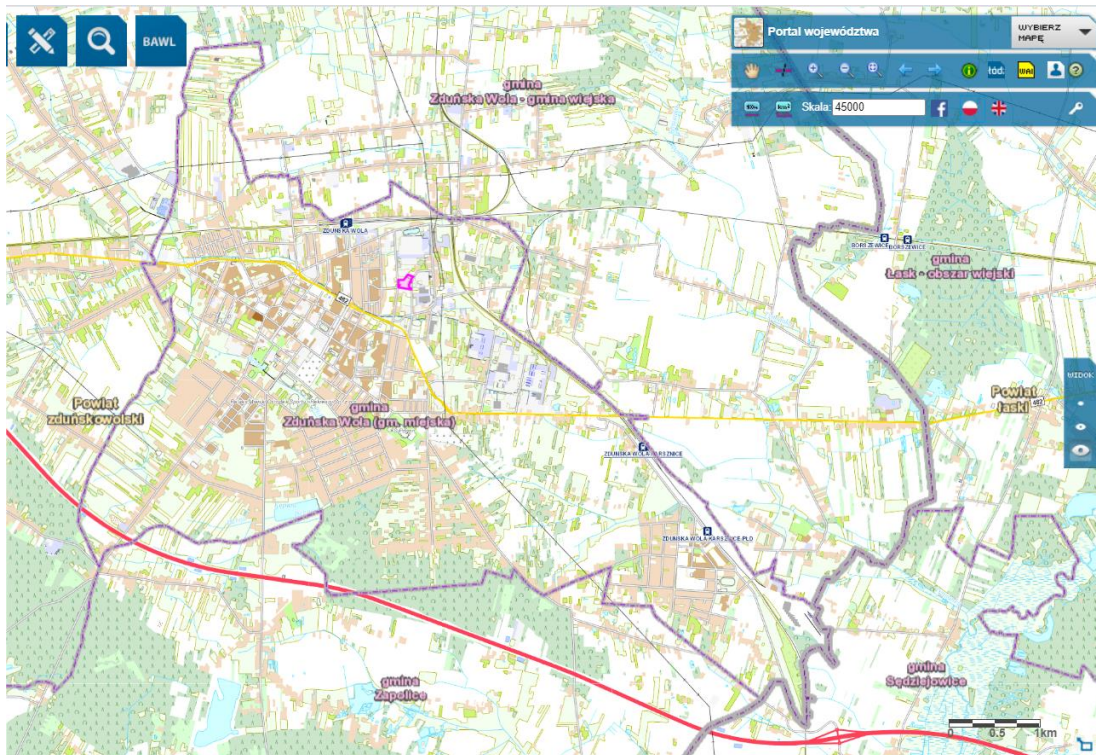 BAWL
Portal województwa
WYBIERZ
MAPĘ
łód.
Skala: 45000
gmina
Zduńska Wola - gmina wiejska
ZDUŃSKA WOLA
BORSZEWICE
BORSZEWICE
gmina
Łask - obszar wiejski
482
WIDOK
Powiat
zduńskowolski
gmina
Zduńska Wola (gm. miejska)
Powiat
łaski
482
ZDUŃSKA WOLA KARSZNICE
ZDUŃSKA WOLA KARSZNICE PŁD
gmina
Zapolice
gmina
Sędziejowice
0 0.5 1km